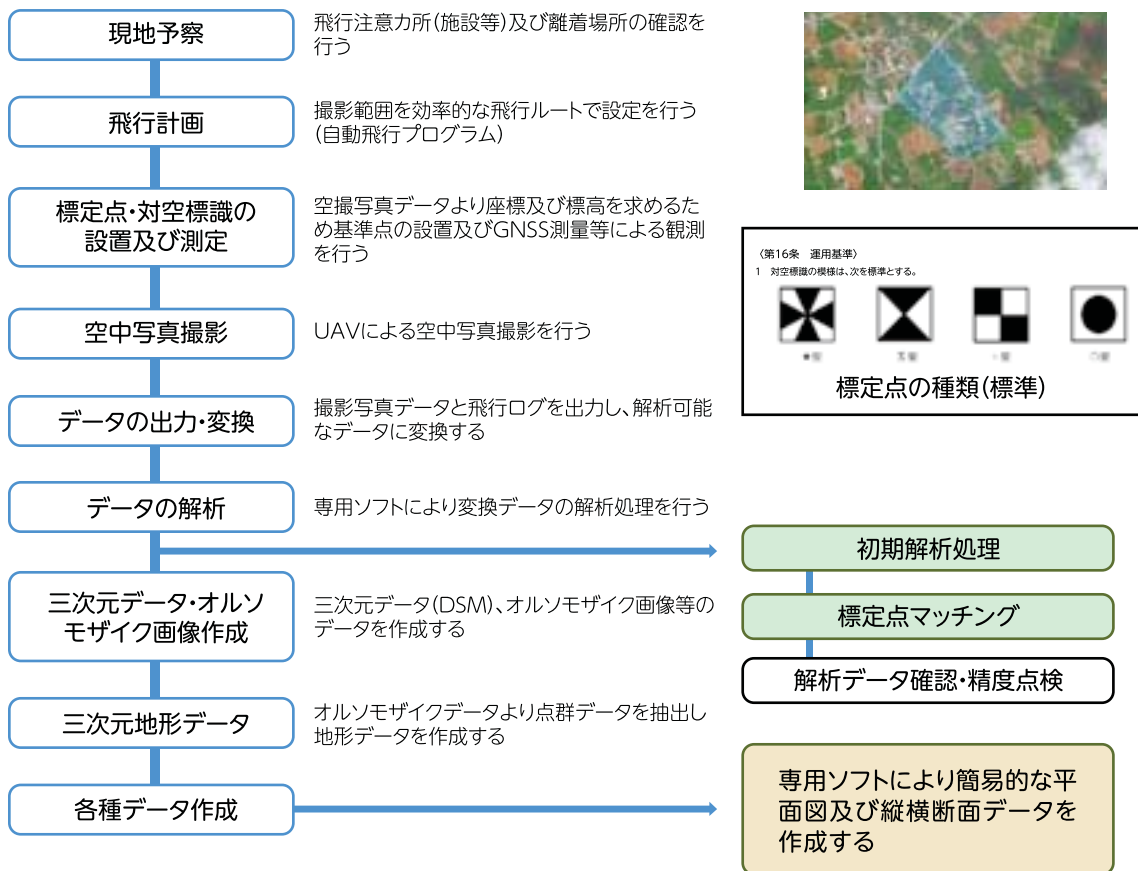 現地予察
飛行注意カ所(施設等)及び離着場所の確認を
行う
飛行計画
撮影範囲を効率的な飛行ルートで設定を行う
(自動飛行プログラム)
標定点・対空標識の
設置及び測定
空撮写真データより座標及び標高を求めるた
め基準点の設置及びGNSS測量等による観測
を行う
〈第16条 運用基準〉
1 対空標識の模様は、次を標準とする。
標定点の種類(標準)
空中写真撮影
UAVによる空中写真撮影を行う
データの出力・変換
撮影写真データと飛行ログを出力し、解析可能
なデータに変換する
データの解析
専用ソフトにより変換データの解析処理を行う
初期解析処理
標定点マッチング
解析データ確認・精度点検
三次元データ・オルソ
モザイク画像作成
三次元データ(DSM)、オルソモザイク画像等の
データを作成する
三次元地形データ
オルソモザイクデータより点群データを抽出し
地形データを作成する
各種データ作成
専用ソフトにより簡易的な平
面図及び縦横断面データを
作成する